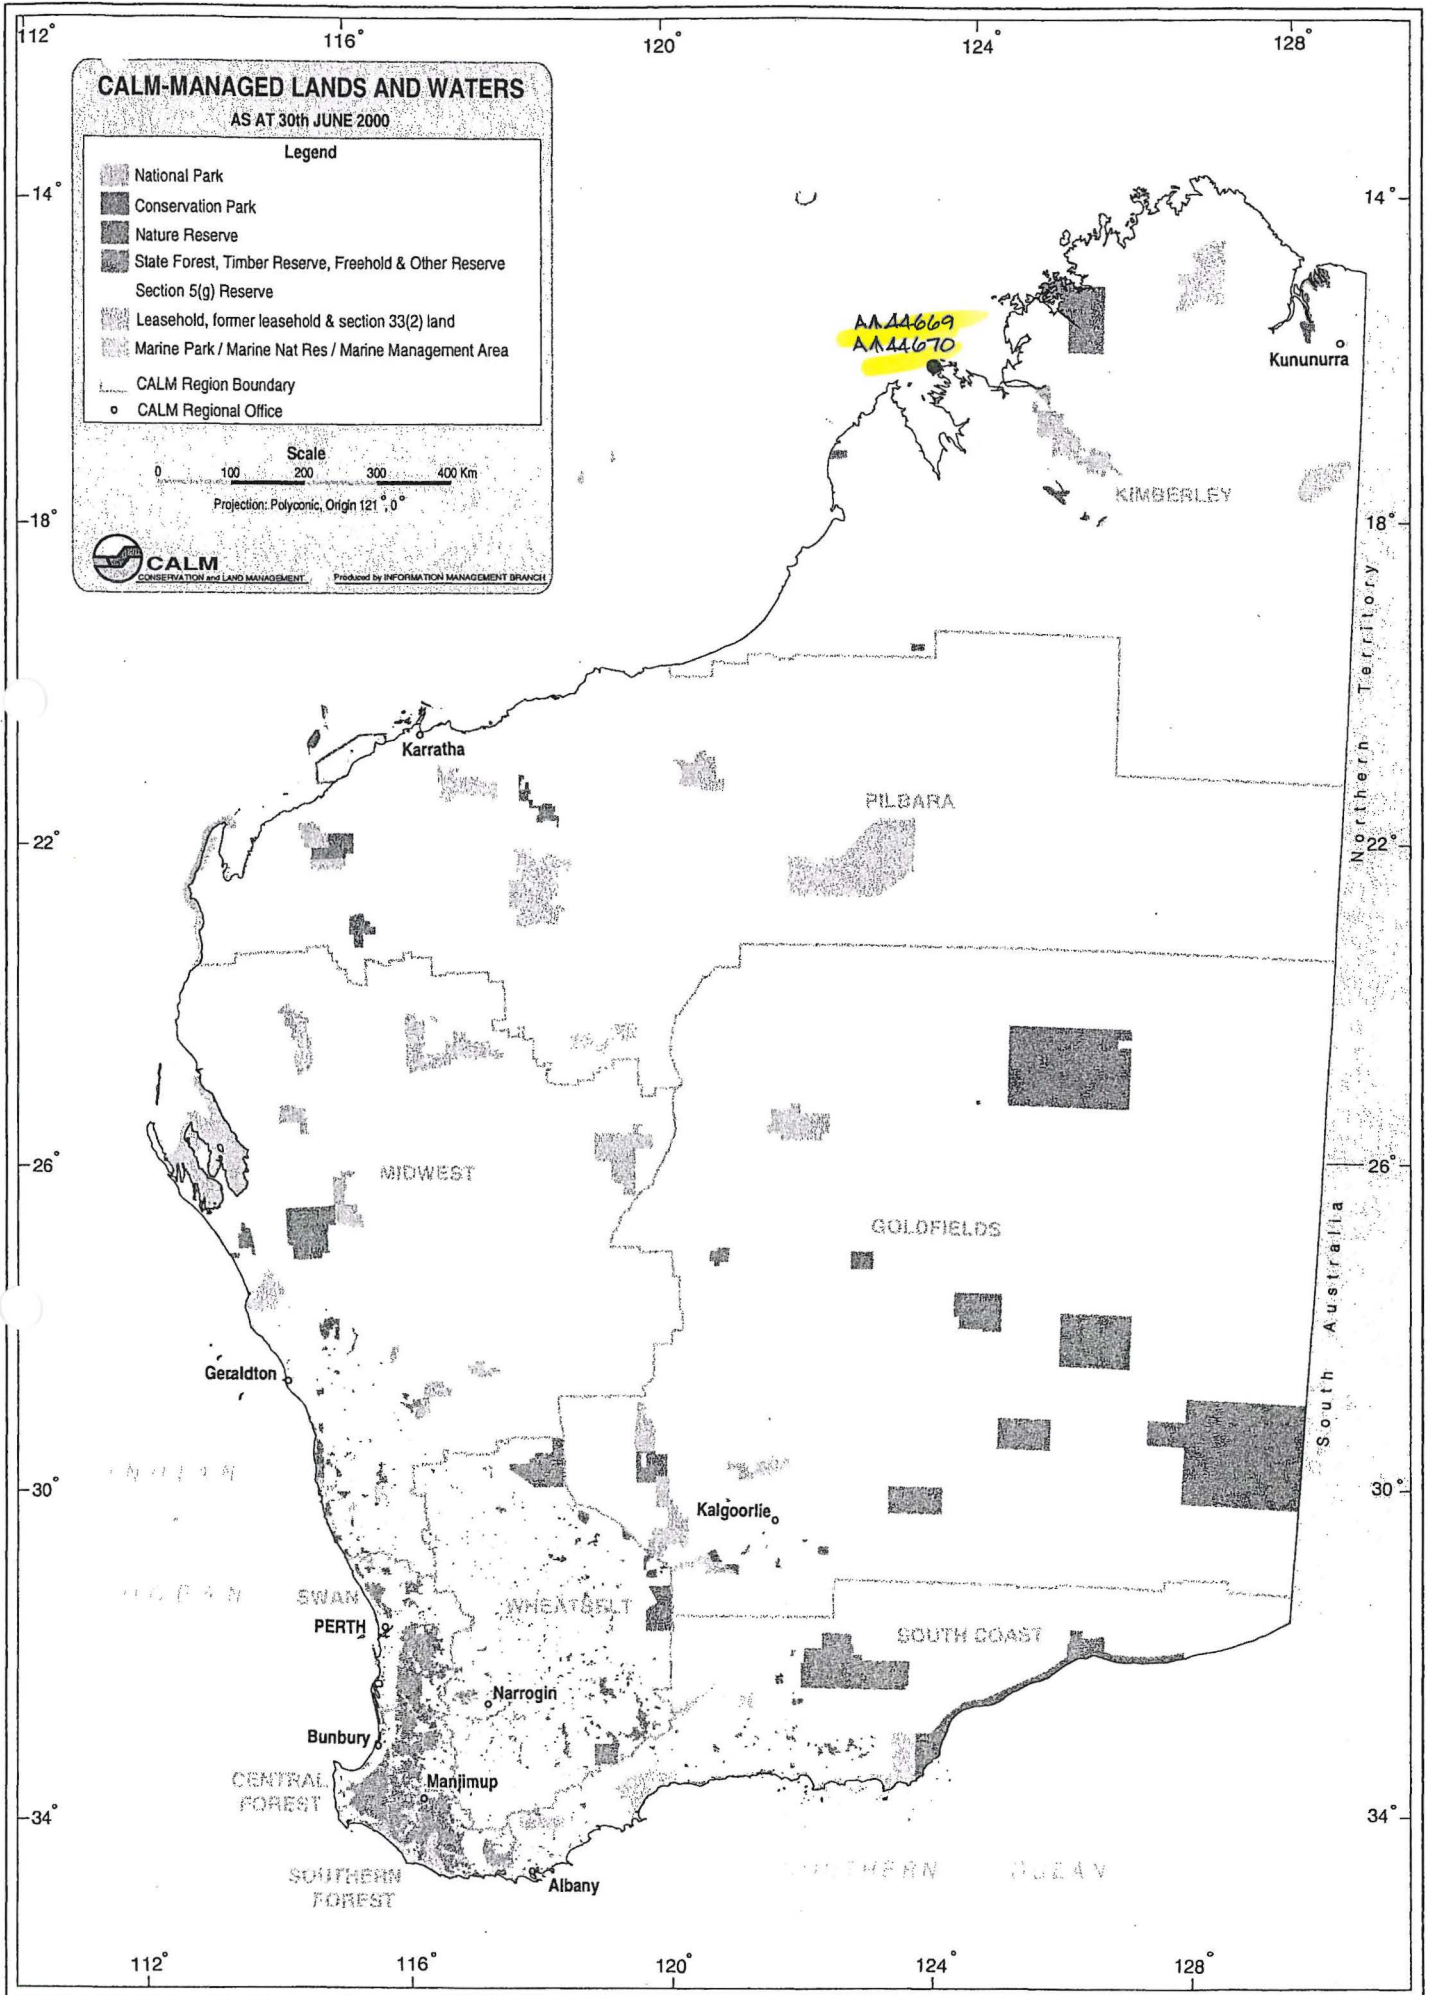 112° 116° 120° 124° 128°
CALM-MANAGED LANDS AND WATERS
AS AT 30th JUNE 2000
Legend
National Park
Conservation Park
Nature Reserve
State Forest, Timber Reserve, Freehold & Other Reserve
Section 5(g) Reserve
Leasehold, former leasehold & section 33(2) land
Marine Park / Marine Nat Res / Marine Management Area
CALM Region Boundary
CALM Regional Office
Scale
0 100 200 300 400 Km
Projection: Polyconic, Origin 121°, 0°
CALM
CONSERVATION and LAND MANAGEMENT
Produced by INFORMATION MANAGEMENT BRANCH
14° 14°
AA44669
AA44670
Kununurra
KIMBERLEY
18° 18°
Northern Territory
Karratha
PILBARA
22° 22°
26° 26°
MIDWEST
GOLDFIELDS
South Australia
Geraldton
INDIAN
30° 30°
Kalgoorlie
OCEAN
SWAN
WHEATBELT
PERTH
SOUTH COAST
Narrogin
Bunbury
CENTRAL
FOREST
Manjimup
34° 34°
SOUTHERN
FOREST
Albany
SOUTHERN OCEAN
112° 116° 120° 124° 128°